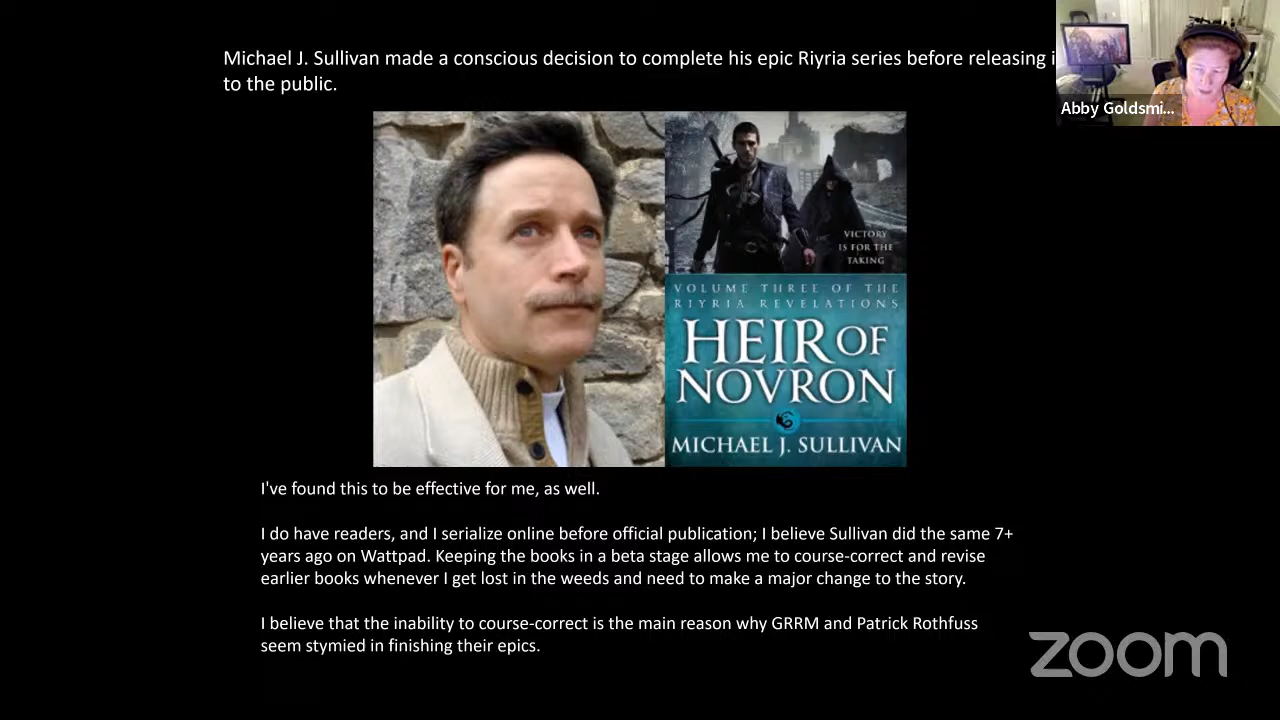 Michael J. Sullivan made a conscious decision to complete his epic Riyria series before releasing
to the public.
Abby Goldsmi...
VICTORY
IS FOR THE
TAKING
VOLUME THREE OF THE
RIYRIA REVELATIONS
HEIR OF
NOVRON
MICHAEL J. SULLIVAN
I've found this to be effective for me, as well.
I do have readers, and I serialize online before official publication; I believe Sullivan did the same 7+
years ago on Wattpad. Keeping the books in a beta stage allows me to course-correct and revise
earlier books whenever I get lost in the weeds and need to make a major change to the story.
I believe that the inability to course-correct is the main reason why GRRM and Patrick Rothfuss
seem stymied in finishing their epics.
zoom